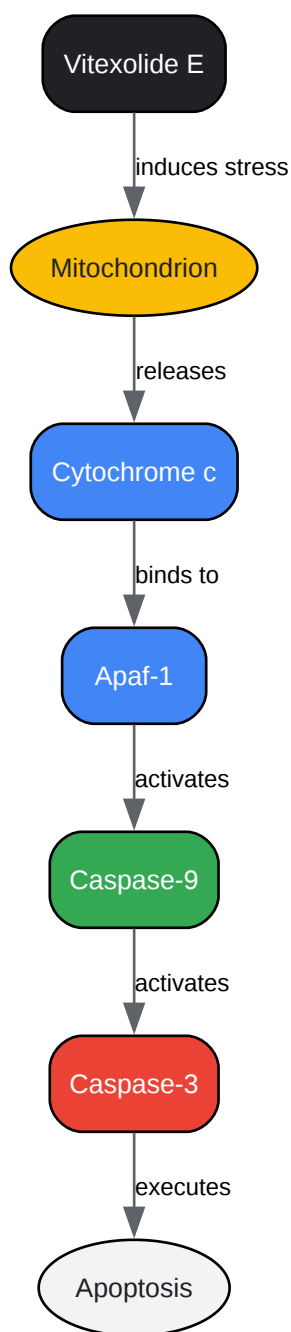 Vitexolide E
induces stress
Mitochondrion
releases
Cytochrome c
binds to
Apaf-1
activates
Caspase-9
activates
Caspase-3
executes
Apoptosis